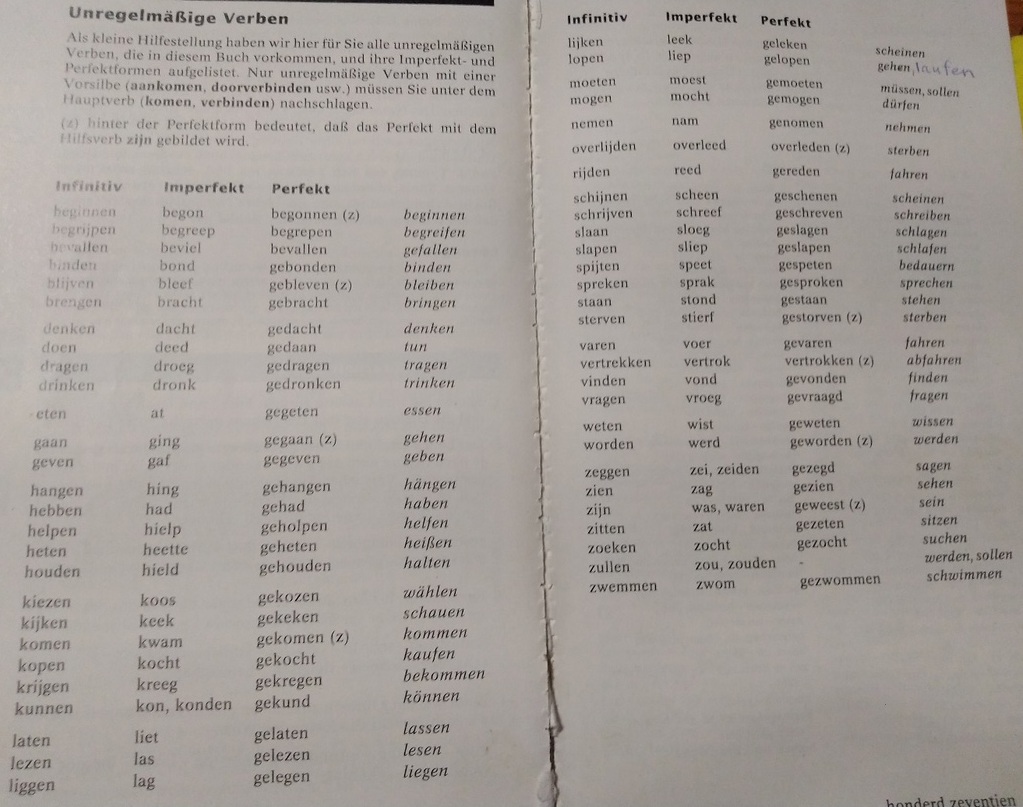 Unregelmäßige Verben
Als kleine Hilfestellung haben wir hier für Sie alle unregelmäßigen
Verben, die in diesem Buch vorkommen, und ihre Imperfekt- und
Perfektformen aufgelistet. Nur unregelmäßige Verben mit einer
Vorsilbe (aankomen, doorverbinden usw.) müssen Sie unter dem
Hauptverb (komen, verbinden) nachschlagen.
(z) hinter der Perfektform bedeutet, daß das Perfekt mit dem
Hilfsverb zijn gebildet wird.
Infinitiv Imperfekt Perfekt
beginnen begon begonnen (z) beginnen
begrijpen begreep begrepen begreifen
bevallen beviel bevallen gefallen
binden bond gebonden binden
blijven bleef gebleven (z) bleiben
brengen bracht gebracht bringen
denken dacht gedacht denken
doen deed gedaan tun
dragen droeg gedragen tragen
drinken dronk gedronken trinken
eten at gegeten essen
gaan ging gegaan (z) gehen
geven gaf gegeven geben
hangen hing gehangen hängen
hebben had gehad haben
helpen hielp geholpen helfen
heten heette geheten heißen
houden hield gehouden halten
kiezen koos gekozen wählen
kijken keek gekeken schauen
komen kwam gekomen (z) kommen
kopen kocht gekocht kaufen
krijgen kreeg gekregen bekommen
kunnen kon, konden gekund können
laten liet gelaten lassen
lezen las gelezen lesen
liggen lag gelegen liegen
Infinitiv Imperfekt Perfekt
lijken leek geleken scheinen
lopen liep gelopen gehen, laufen
moeten moest gemoeten müssen, sollen
mogen mocht gemogen dürfen
nemen nam genomen nehmen
overlijden overleed overleden (z) sterben
rijden reed gereden fahren
schijnen scheen geschenen scheinen
schrijven schreef geschreven schreiben
slaan sloeg geslagen schlagen
slapen sliep geslapen schlafen
spijten speet gespeten bedauern
spreken sprak gesproken sprechen
staan stond gestaan stehen
sterven stierf gestorven (z) sterben
varen voer gevaren fahren
vertrekken vertrok vertrokken (z) abfahren
vinden vond gevonden finden
vragen vroeg gevraagd fragen
weten wist geweten wissen
worden werd geworden (z) werden
zeggen zei, zeiden gezegd sagen
zien zag gezien sehen
zijn was, waren geweest (z) sein
zitten zat gezeten sitzen
zoeken zocht gezocht suchen
zullen zou, zouden - werden, sollen
zwemmen zwom gezwommen schwimmen
honderd zeventien